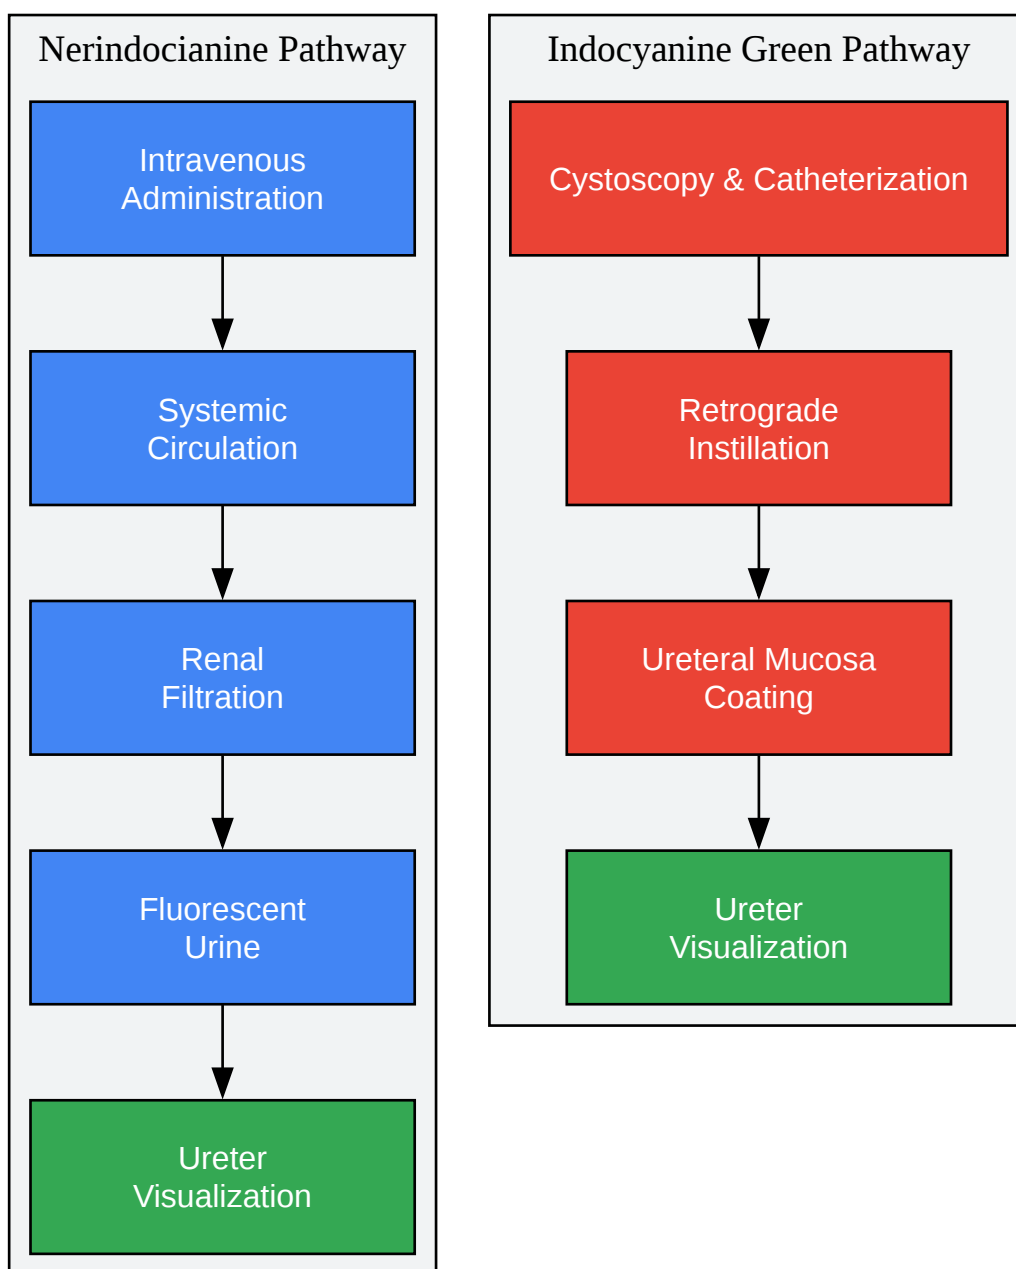 Nerindocianine Pathway
Intravenous
Administration
Systemic
Circulation
Renal
Filtration
Fluorescent
Urine
Ureter
Visualization
Indocyanine Green Pathway
Cystoscopy & Catheterization
Retrograde
Instillation
Ureteral Mucosa
Coating
Ureter
Visualization